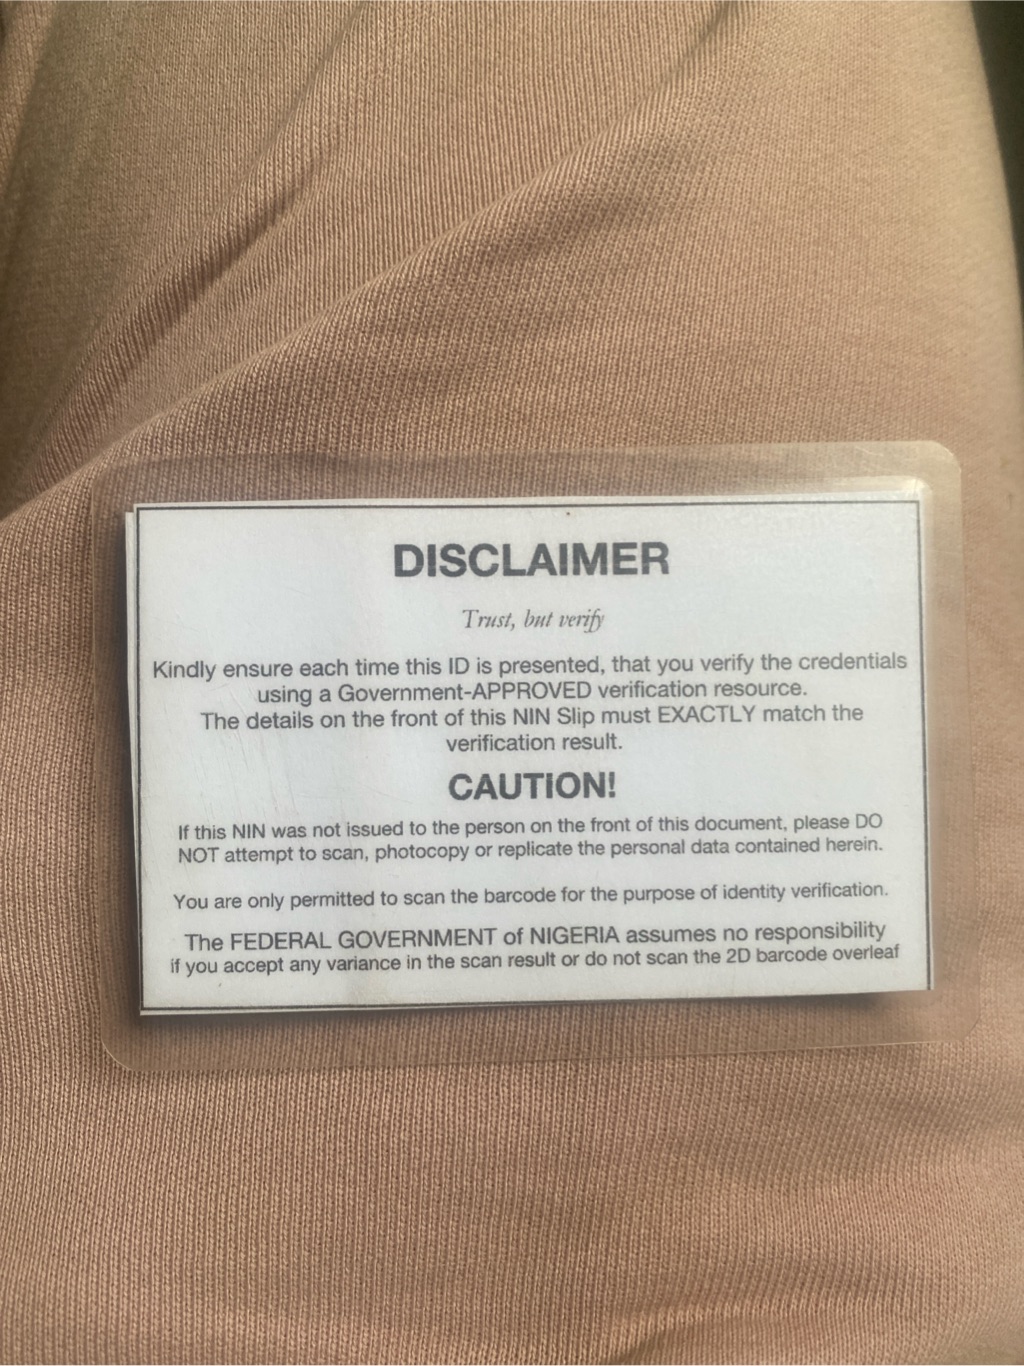 DISCLAIMER
Trust, but verify
Kindly ensure each time this ID is presented, that you verify the credentials
using a Government-APPROVED verification resource.
The details on the front of this NIN Slip must EXACTLY match the
verification result.
CAUTION!
If this NIN was not issued to the person on the front of this document, please DO
NOT attempt to scan, photocopy or replicate the personal data contained herein.
You are only permitted to scan the barcode for the purpose of identity verification.
The FEDERAL GOVERNMENT of NIGERIA assumes no responsibility
if you accept any variance in the scan result or do not scan the 2D barcode overleaf